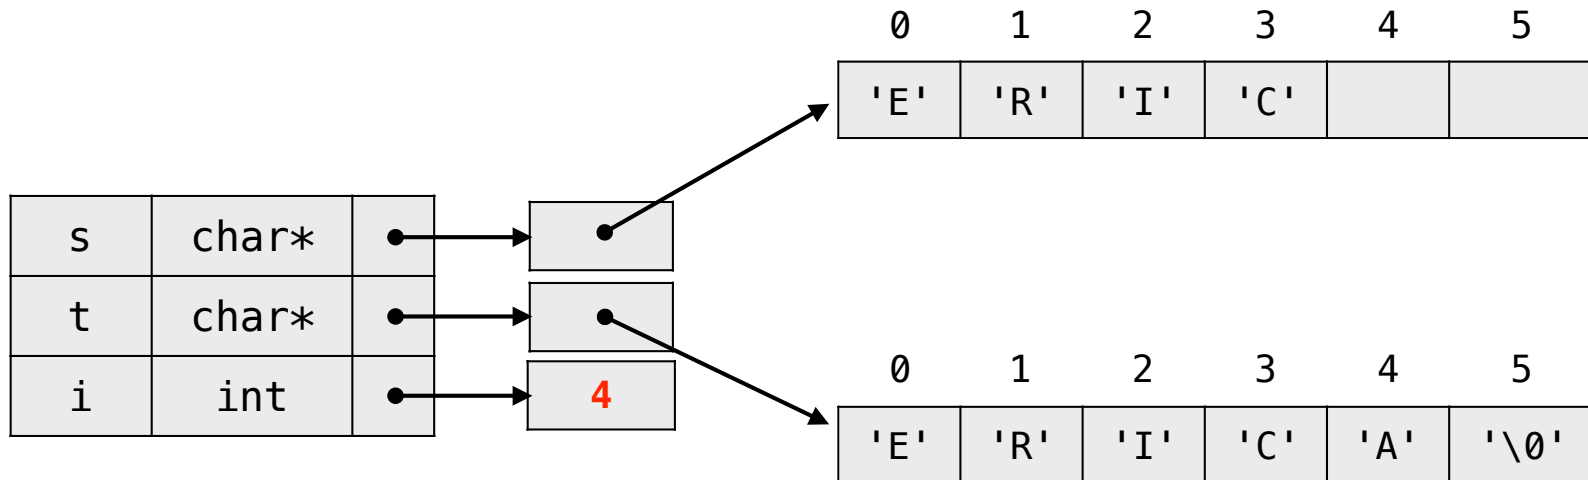 0 1 2 3 4 5
'E' 'R' 'I' 'C'
s char*
t char*
i int 4
0 1 2 3 4 5
'E' 'R' 'I' 'C' 'A' '\0'